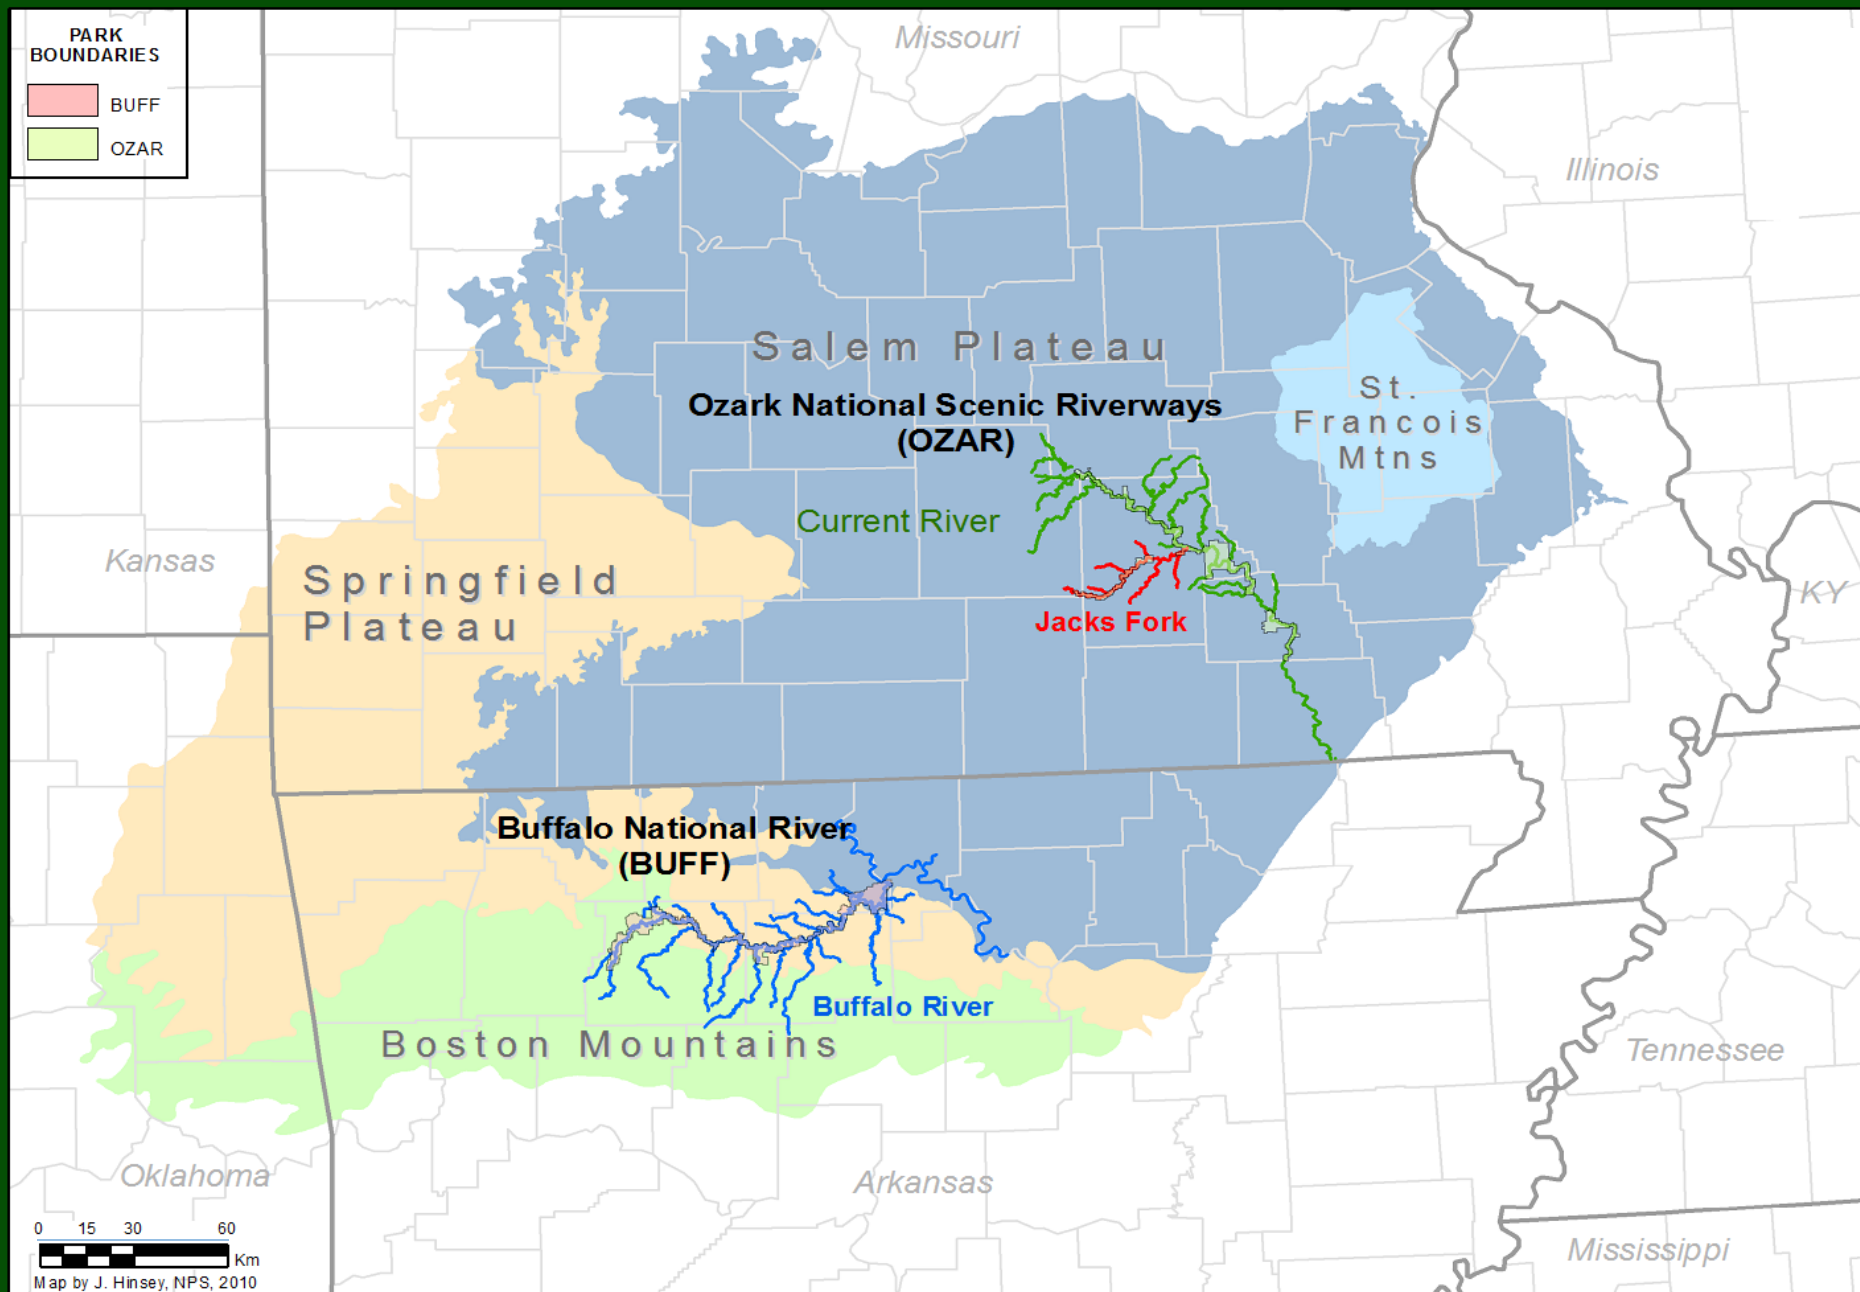 PARK
BOUNDARIES
BUFF
OZAR
Missouri
Illinois
Salem Plateau
Ozark National Scenic Riverways
(OZAR)
St.
Francois
Mtns
Current River
Kansas
Springfield
Plateau
KY
Jacks Fork
Buffalo National River
(BUFF)
Buffalo River
Boston Mountains
Tennessee
Oklahoma
Arkansas
Mississippi
0 15 30 60
Km
Map by J. Hinsey, NPS, 2010